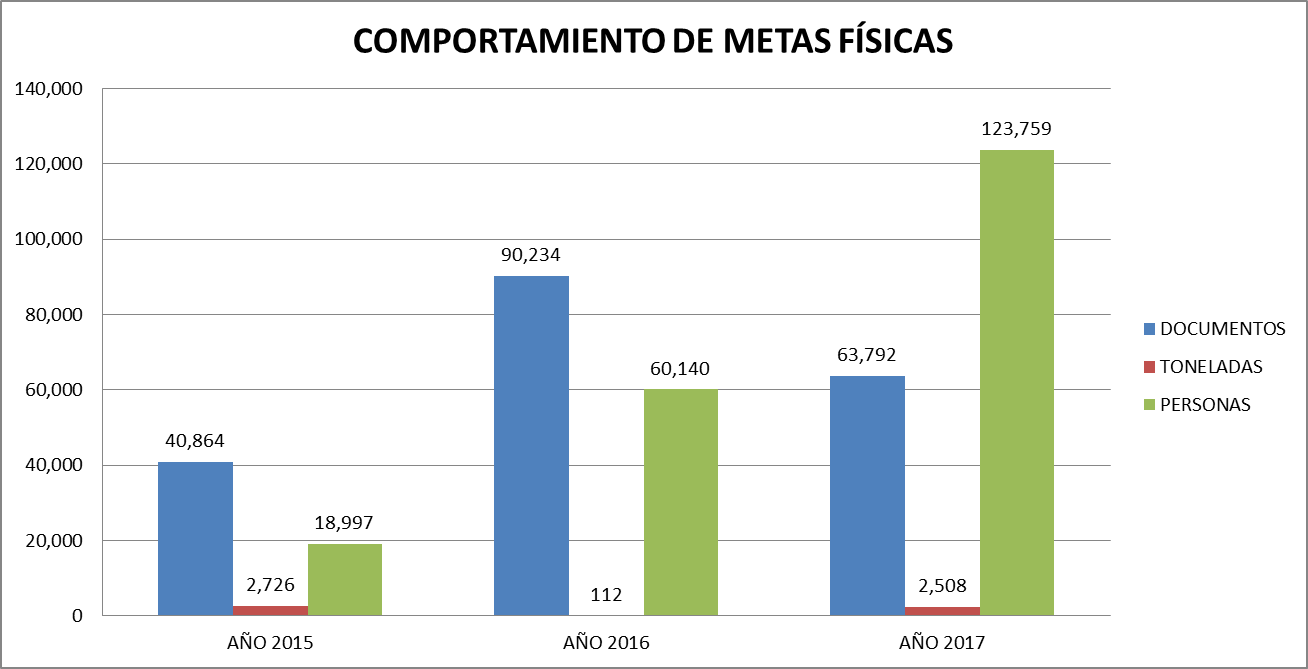 COMPORTAMIENTO DE METAS FÍSICAS
140,000
120,000
100,000
80,000
60,000
40,000
20,000
0
40,864
2,726
18,997
90,234
112
60,140
63,792
2,508
123,759
AÑO 2015
AÑO 2016
AÑO 2017
DOCUMENTOS
TONELADAS
PERSONAS